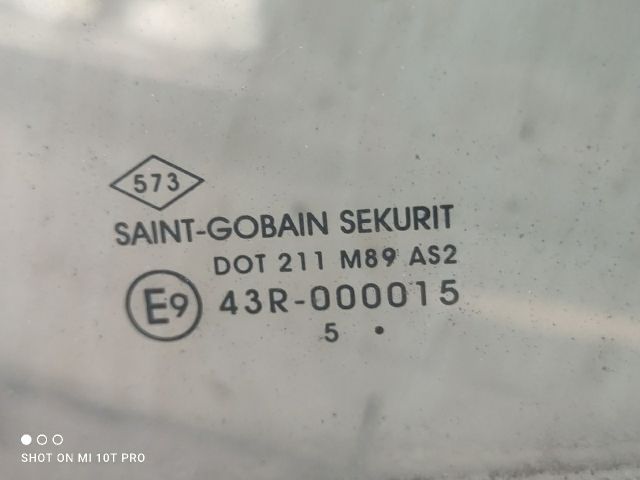 573
SAINT-GOBAIN SEKURIT
DOT 211 M89 AS2
E9 43R-000015
5 •
SHOT ON MI 10T PRO